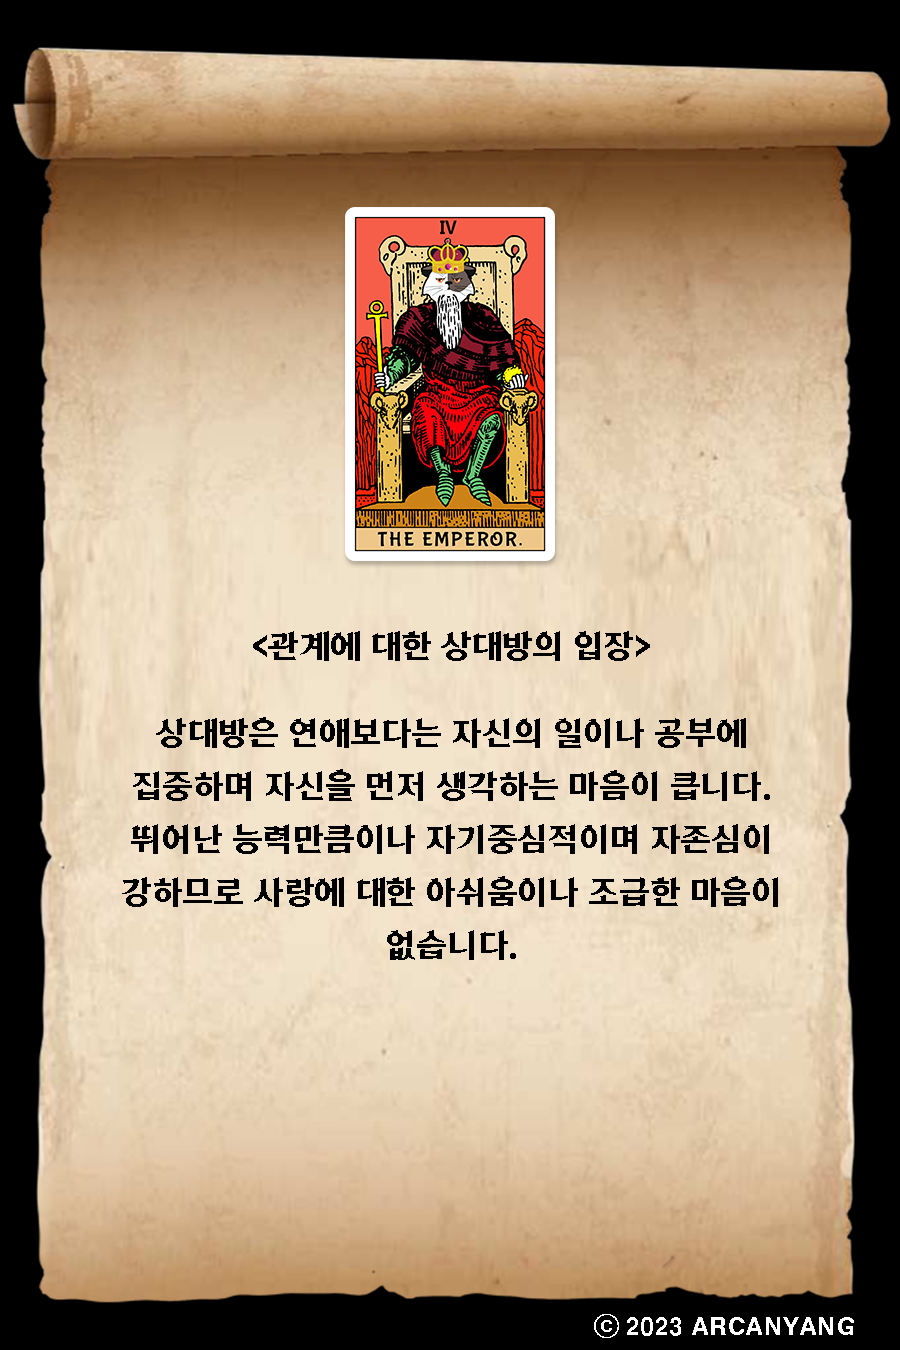 IV
THE EMPEROR.
<관계에 대한 상대방의 입장>
상대방은 연애보다는 자신의 일이나 공부에
집중하며 자신을 먼저 생각하는 마음이 큽니다.
뛰어난 능력만큼이나 자기중심적이며 자존심이
강하므로 사랑에 대한 아쉬움이나 조급한 마음이
없습니다.
ⓒ 2023 ARCANYANG